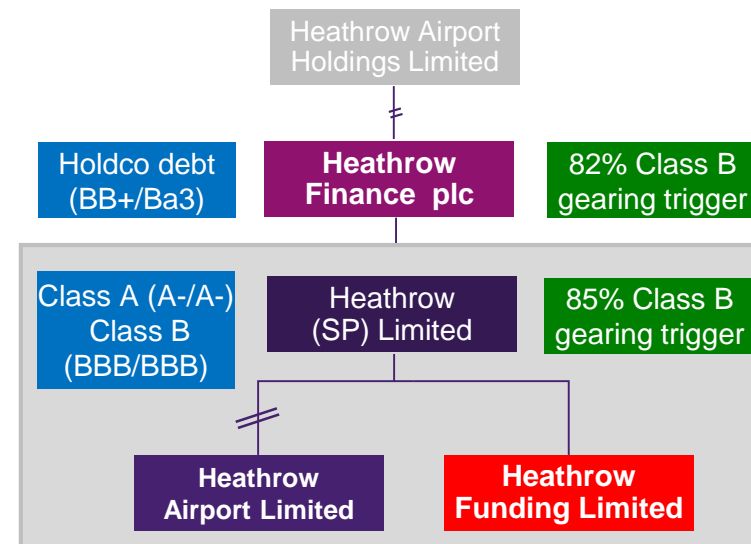 Heathrow Airport
Holdings Limited
Holdco debt
(BB+/Ba3)
Heathrow
Finance plc
82% Class B
gearing trigger
Class A (A-/A-)
Class B
(BBB/BBB)
Heathrow
(SP) Limited
85% Class B
gearing trigger
Heathrow
Airport Limited
Heathrow
Funding Limited